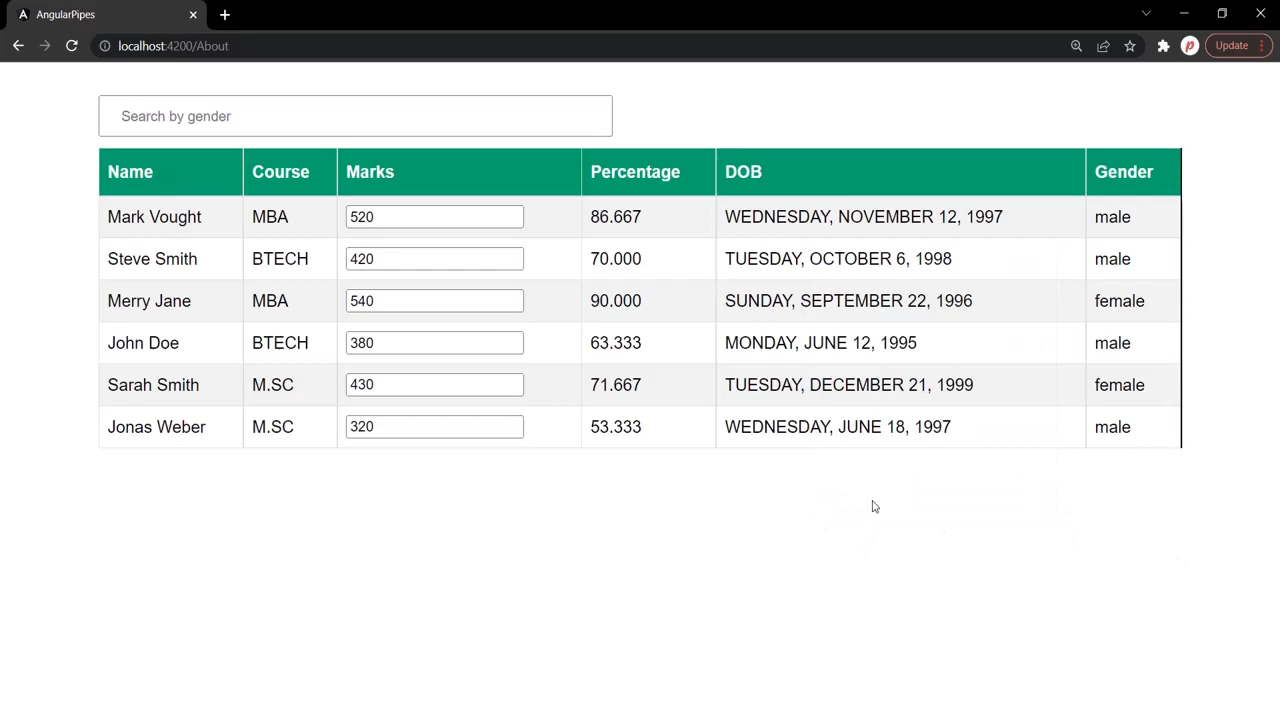 AngularPipes
localhost:4200/About
Update
Search by gender
Name Course Marks Percentage DOB Gender
Mark Vought MBA 520 86.667 WEDNESDAY, NOVEMBER 12, 1997 male
Steve Smith BTECH 420 70.000 TUESDAY, OCTOBER 6, 1998 male
Merry Jane MBA 540 90.000 SUNDAY, SEPTEMBER 22, 1996 female
John Doe BTECH 380 63.333 MONDAY, JUNE 12, 1995 male
Sarah Smith M.SC 430 71.667 TUESDAY, DECEMBER 21, 1999 female
Jonas Weber M.SC 320 53.333 WEDNESDAY, JUNE 18, 1997 male